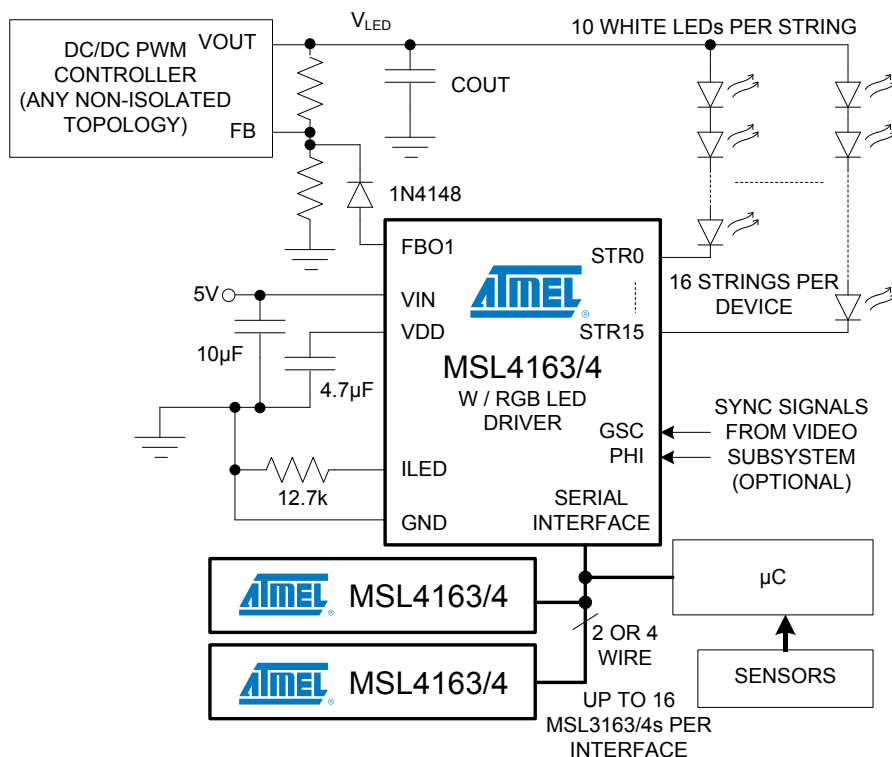 DC/DC PWM
CONTROLLER
(ANY NON-ISOLATED
TOPOLOGY)
VOUT
FB
VLED
COUT
10 WHITE LEDs PER STRING
1N4148
FBO1
STR0
16 STRINGS PER
DEVICE
5V
VIN
VDD
STR15
10µF
4.7µF
ATMEL®
MSL4163/4
W / RGB LED
DRIVER
GSC
PHI
SYNC SIGNALS
FROM VIDEO
SUBSYSTEM
(OPTIONAL)
ILED
12.7k
GND
SERIAL
INTERFACE
ATMEL® MSL4163/4
ATMEL® MSL4163/4
µC
2 OR 4
WIRE
SENSORS
UP TO 16
MSL3163/4s PER
INTERFACE